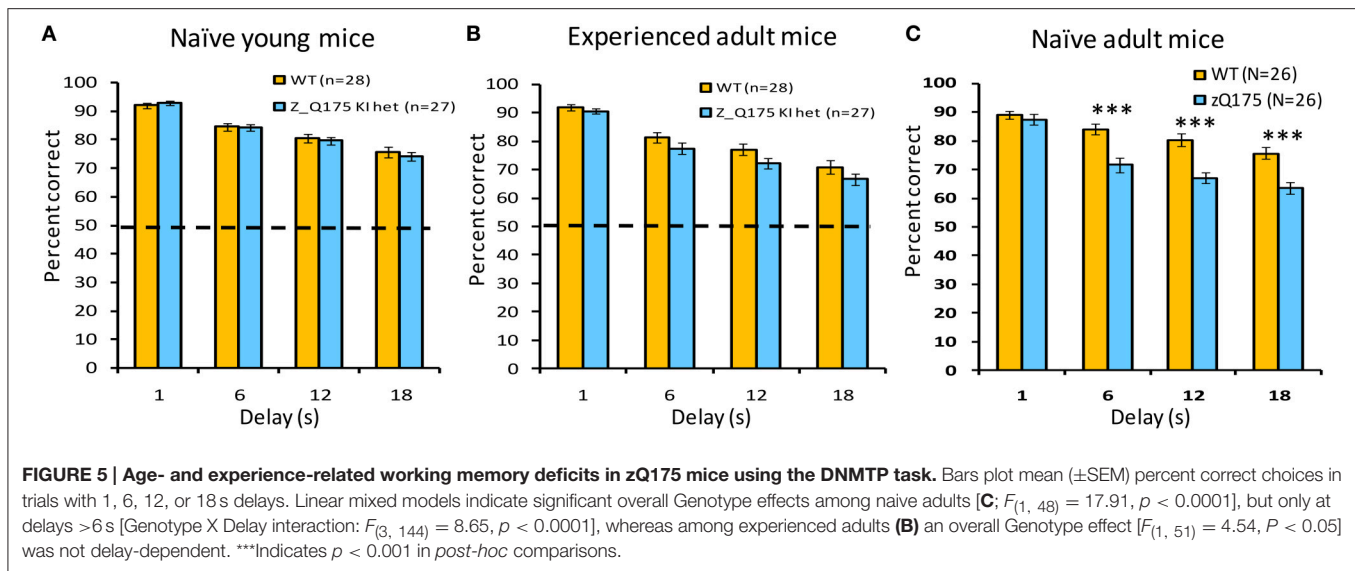 A
Naïve young mice
WT (n=28)
Z_Q175 KI het (n=27)
Percent correct
100
90
80
70
60
50
40
30
20
10
0
1 6 12 18
Delay (s)
B
Experienced adult mice
WT (n=28)
Z_Q175 KI het (n=27)
Percent correct
100
90
80
70
60
50
40
30
20
10
0
1 6 12 18
Delay (s)
C
Naïve adult mice
WT (N=26)
zQ175 (N=26)
*** *** ***
Percent correct
100
90
80
70
60
50
40
30
20
10
0
1 6 12 18
Delay (s)
FIGURE 5 | Age- and experience-related working memory deficits in zQ175 mice using the DNMTP task. Bars plot mean (±SEM) percent correct choices in
trials with 1, 6, 12, or 18 s delays. Linear mixed models indicate significant overall Genotype effects among naive adults [C; F(1, 48) = 17.91, p < 0.0001], but only at
delays >6 s [Genotype X Delay interaction: F(3, 144) = 8.65, p < 0.0001], whereas among experienced adults (B) an overall Genotype effect [F(1, 51) = 4.54, P < 0.05]
was not delay-dependent. ***Indicates p < 0.001 in post-hoc comparisons.